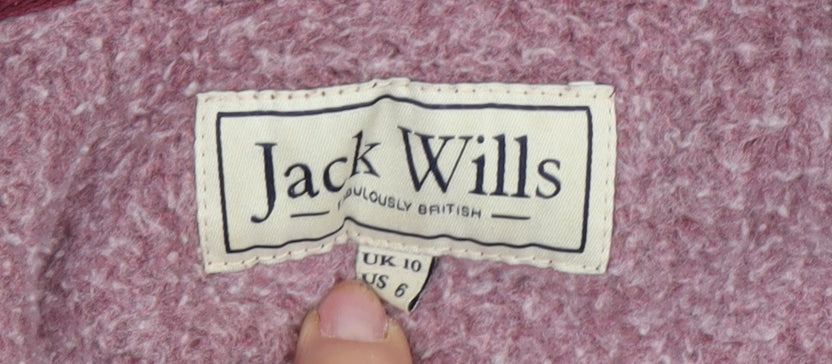 Jack Wills
FABULOUSLY BRITISH
UK 10
US 6